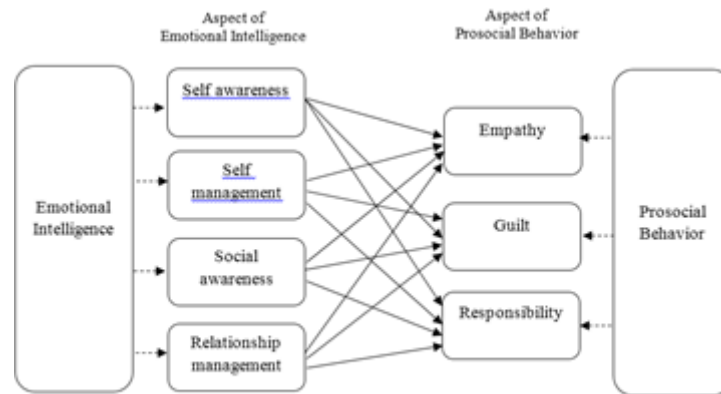 Aspect of
Emotional Intelligence
Aspect of
Prosocial Behavior
Self awareness
Self
management
Social
awareness
Relationship
management
Emotional
Intelligence
Empathy
Guilt
Responsibility
Prosocial
Behavior